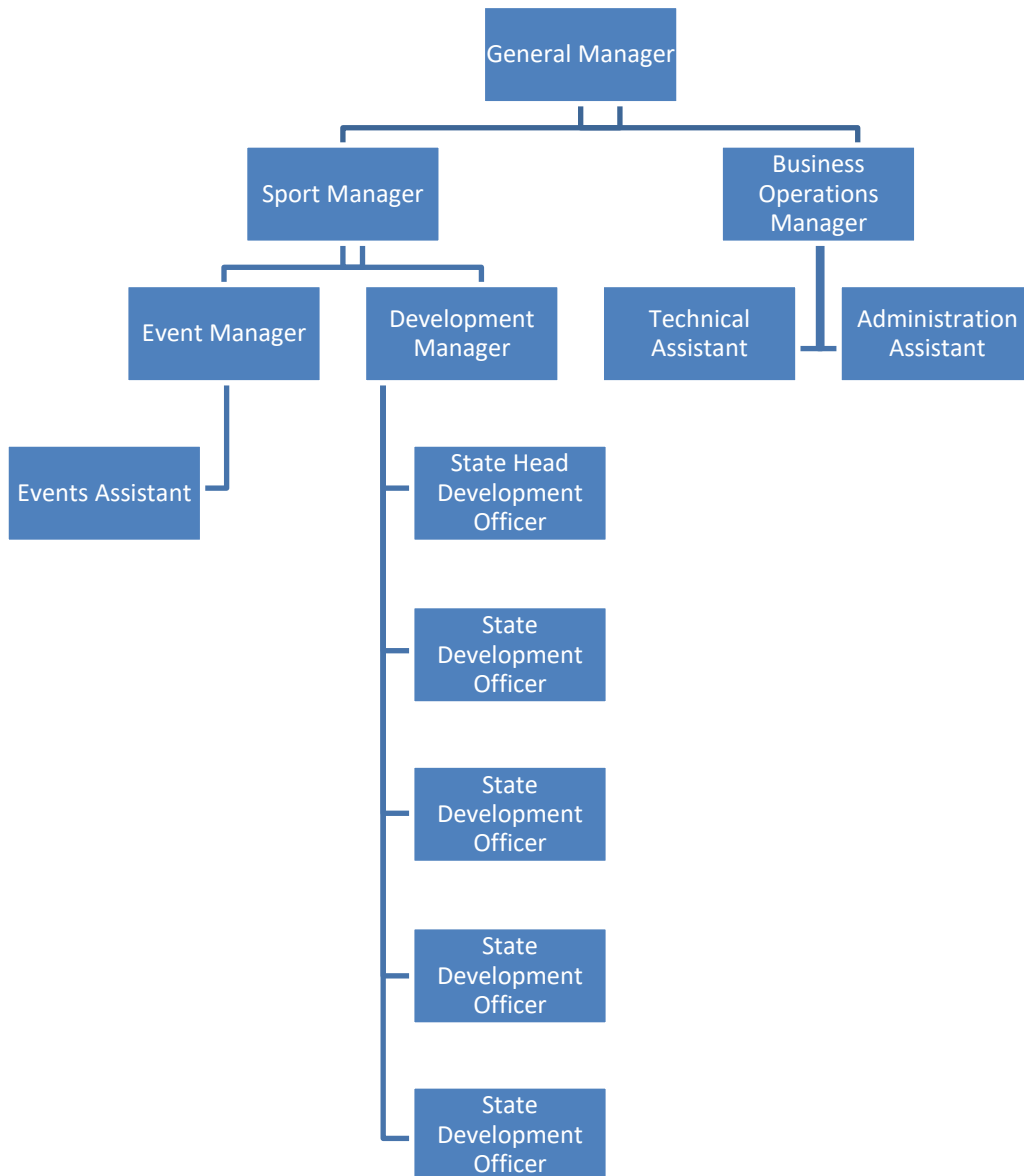 General Manager
Sport Manager
Business
Operations
Manager
Event Manager
Development
Manager
Technical
Assistant
Administration
Assistant
Events Assistant
State Head
Development
Officer
State
Development
Officer
State
Development
Officer
State
Development
Officer
State
Development
Officer